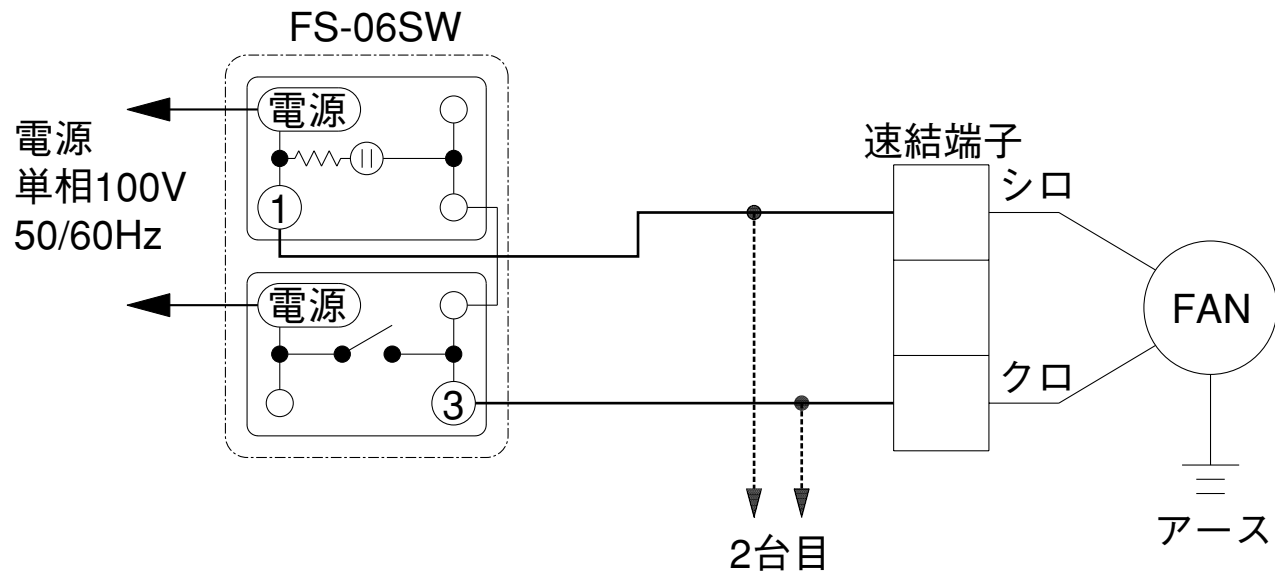 FS-06SW
電源
電源
単相100V
50/60Hz
1
電源
3
速結端子
シロ
クロ
FAN
アース
2台目